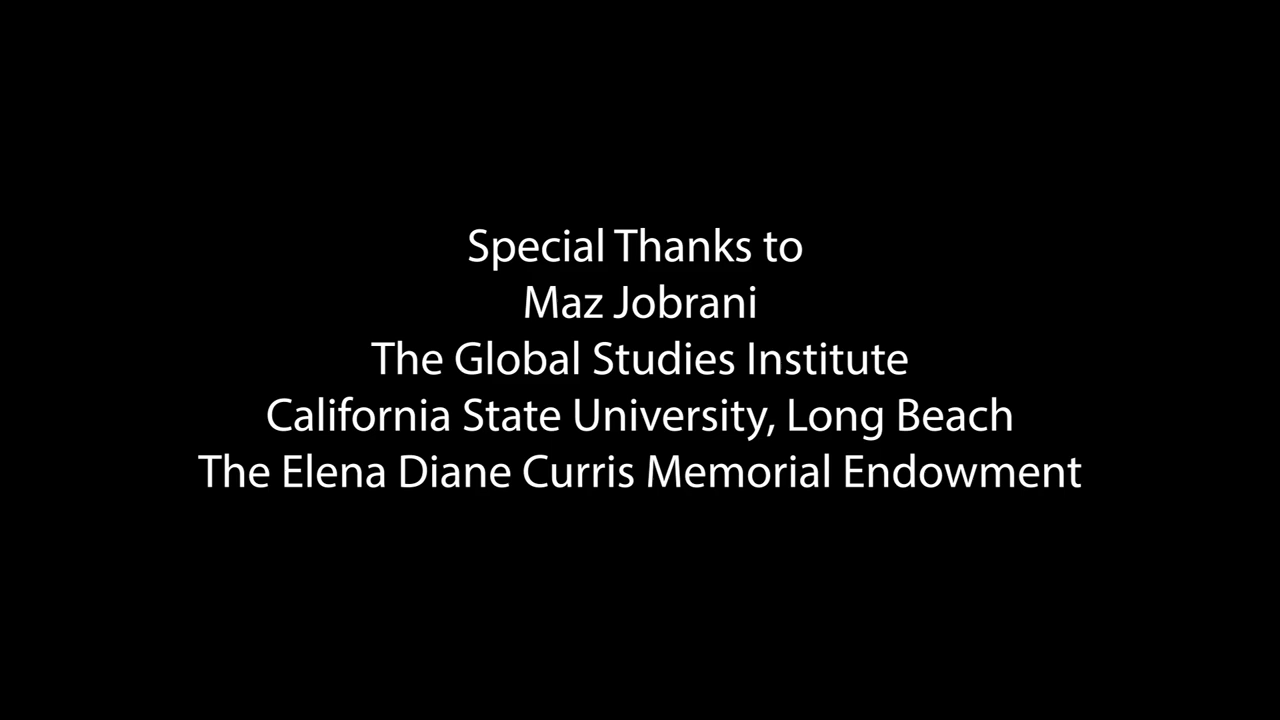 Special Thanks to
Maz Jobrani
The Global Studies Institute
California State University, Long Beach
The Elena Diane Curris Memorial Endowment